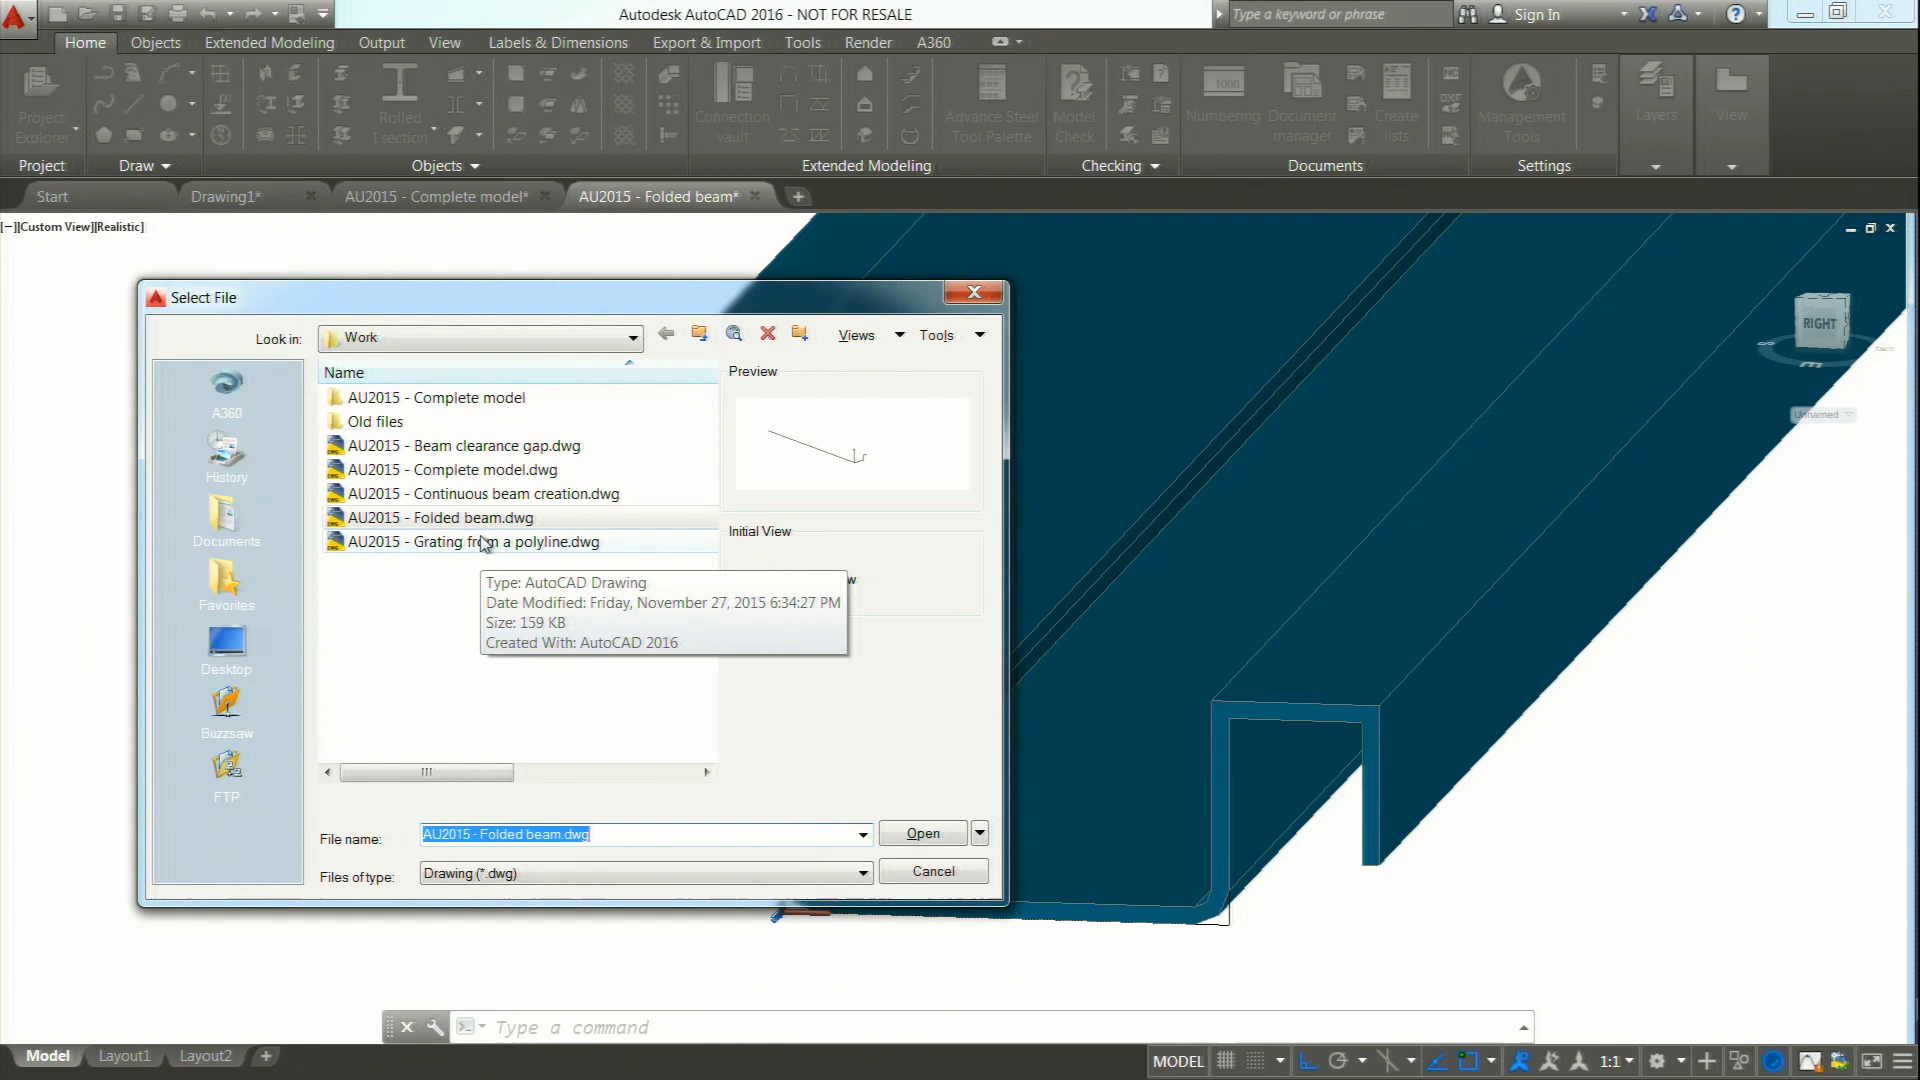 Autodesk AutoCAD 2016 - NOT FOR RESALE
Type a keyword or phrase
Sign In
Home Objects Extended Modeling Output View Labels & Dimensions Export & Import Tools Render A360
Project Explorer
Rolled I section
Connection vault
Advance Steel Tool Palette
Model Check
Numbering
Document manager
Create lists
Management Tools
Layers
View
Project Draw Objects Extended Modeling Checking Documents Settings
Start Drawing1* AU2015 - Complete model* AU2015 - Folded beam*
[−][Custom View][Realistic]
RIGHT
Unnamed
Select File
Look in: Work
Views Tools
A360
History
Documents
Favorites
Desktop
Buzzsaw
FTP
Name
AU2015 - Complete model
Old files
AU2015 - Beam clearance gap.dwg
AU2015 - Complete model.dwg
AU2015 - Continuous beam creation.dwg
AU2015 - Folded beam.dwg
AU2015 - Grating from a polyline.dwg
Preview
Initial View
w
Type: AutoCAD Drawing
Date Modified: Friday, November 27, 2015 6:34:27 PM
Size: 159 KB
Created With: AutoCAD 2016
File name: AU2015 - Folded beam.dwg Open
Files of type: Drawing (*.dwg) Cancel
Type a command
Model Layout1 Layout2
MODEL 1:1